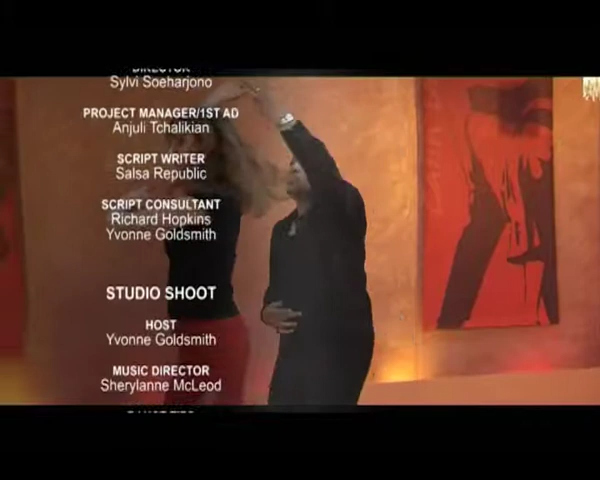 DIRECTOR
Sylvi Soeharjono
PROJECT MANAGER/1ST AD
Anjuli Tchalikian
SCRIPT WRITER
Salsa Republic
SCRIPT CONSULTANT
Richard Hopkins
Yvonne Goldsmith
STUDIO SHOOT
HOST
Yvonne Goldsmith
MUSIC DIRECTOR
Sherylanne McLeod